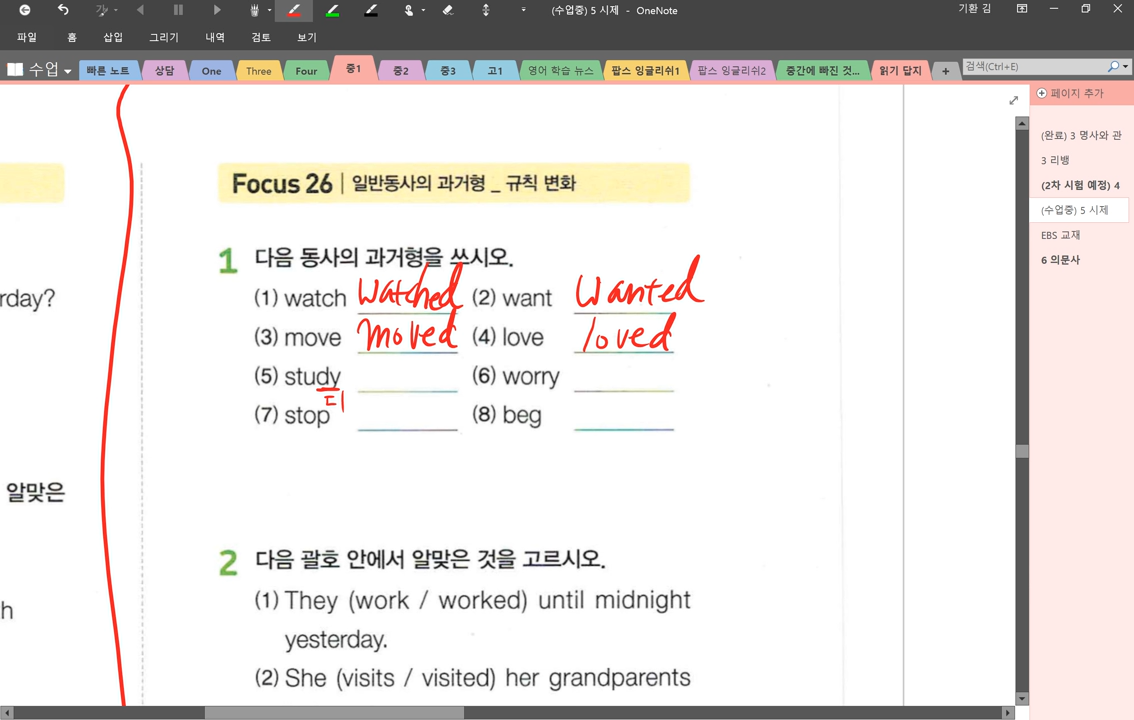 (수업중) 5 시제 - OneNote
기환 김
파일 홈 삽입 그리기 내역 검토 보기
수업 빠른 노트 상담 One Three Four 중1 중2 중3 고1 영어 학습 뉴스 팝스 잉글리쉬1 팝스 잉글리쉬2 중간에 빠진 것... 읽기 답지 + 검색(Ctrl+E)
페이지 추가
(완료) 3 명사와 관
3 리뱅
(2차 시험 예정) 4
(수업중) 5 시제
EBS 교재
6 의문사
rday?
알맞은
h
Focus 26 | 일반동사의 과거형 _ 규칙 변화
1 다음 동사의 과거형을 쓰시오.
(1) watch watched (2) want wanted
(3) move moved (4) love loved
(5) study (6) worry
(7) stop (8) beg
2 다음 괄호 안에서 알맞은 것을 고르시오.
(1) They (work / worked) until midnight
yesterday.
(2) She (visits / visited) her grandparents